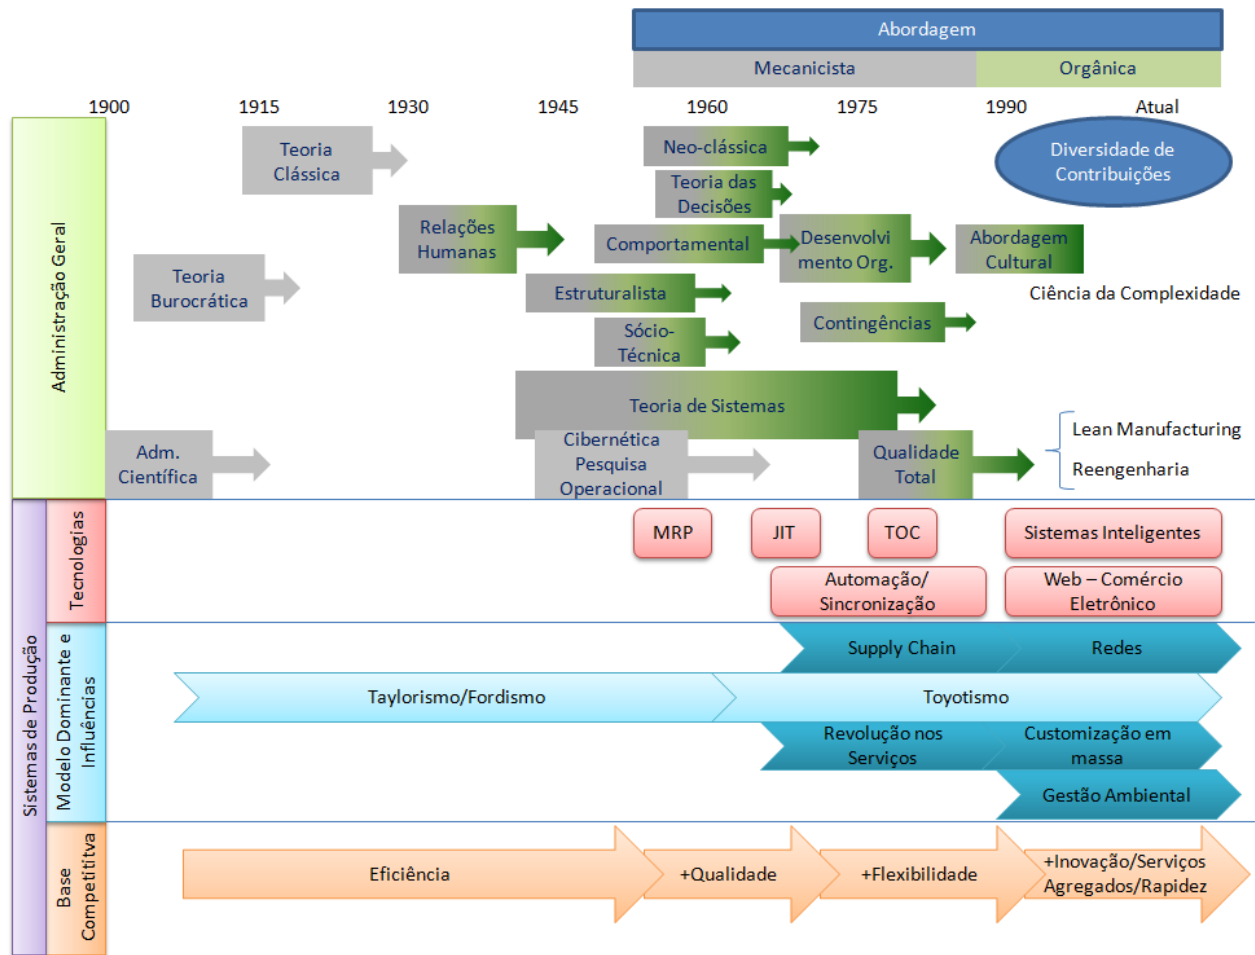 Abordagem
Mecanicista
Orgânica
1900
1915
1930
1945
1960
1975
1990
Atual
Administração Geral
Teoria
Clássica
Neo-clássica
Diversidade de
Contribuições
Teoria das
Decisões
Relações
Humanas
Comportamental
Desenvolvi
mento Org.
Abordagem
Cultural
Teoria
Burocrática
Estruturalista
Ciência da Complexidade
Sócio-
Técnica
Contingências
Teoria de Sistemas
Adm.
Científica
Cibernética
Pesquisa
Operacional
Qualidade
Total
Lean Manufacturing
Reengenharia
Sistemas de Produção
Tecnologias
MRP
JIT
TOC
Sistemas Inteligentes
Automação/
Sincronização
Web – Comércio
Eletrônico
Modelo Dominante e
Influências
Supply Chain
Redes
Taylorismo/Fordismo
Toyotismo
Revolução nos
Serviços
Customização em
massa
Gestão Ambiental
Base
Competititva
Eficiência
+Qualidade
+Flexibilidade
+Inovação/Serviços
Agregados/Rapidez